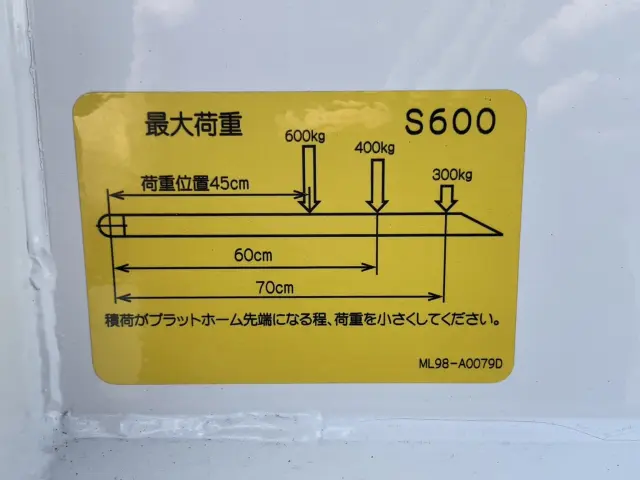 最大荷重
S600
600kg
400kg
300kg
荷重位置45cm
60cm
70cm
積荷がプラットホーム先端になる程、荷重を小さくしてください。
ML98-A0079D